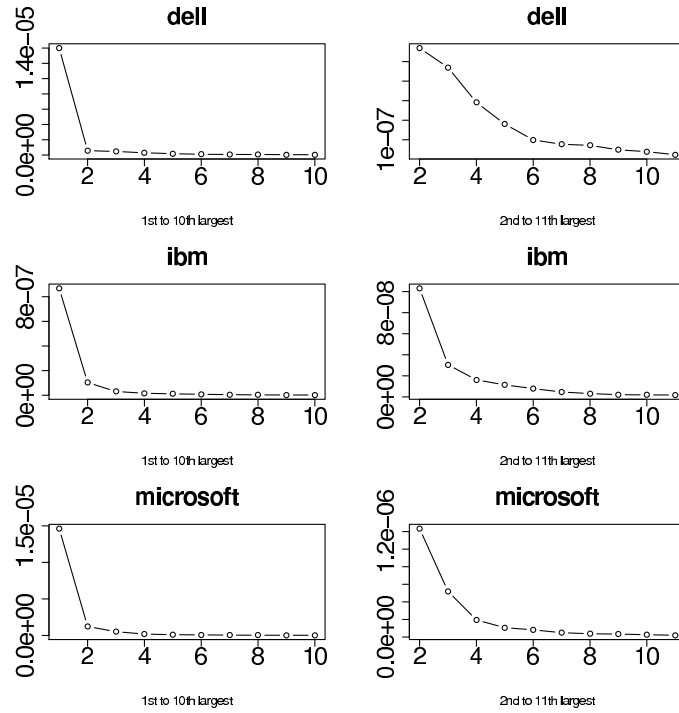 dell
0.0e+00 1.4e-05
2 4 6 8 10
1st to 10th largest
dell
1e-07
2 4 6 8 10
2nd to 11th largest
ibm
0e+00 8e-07
2 4 6 8 10
1st to 10th largest
ibm
0e+00 8e-08
2 4 6 8 10
2nd to 11th largest
microsoft
0.0e+00 1.5e-05
2 4 6 8 10
1st to 10th largest
microsoft
0.0e+00 1.2e-06
2 4 6 8 10
2nd to 11th largest